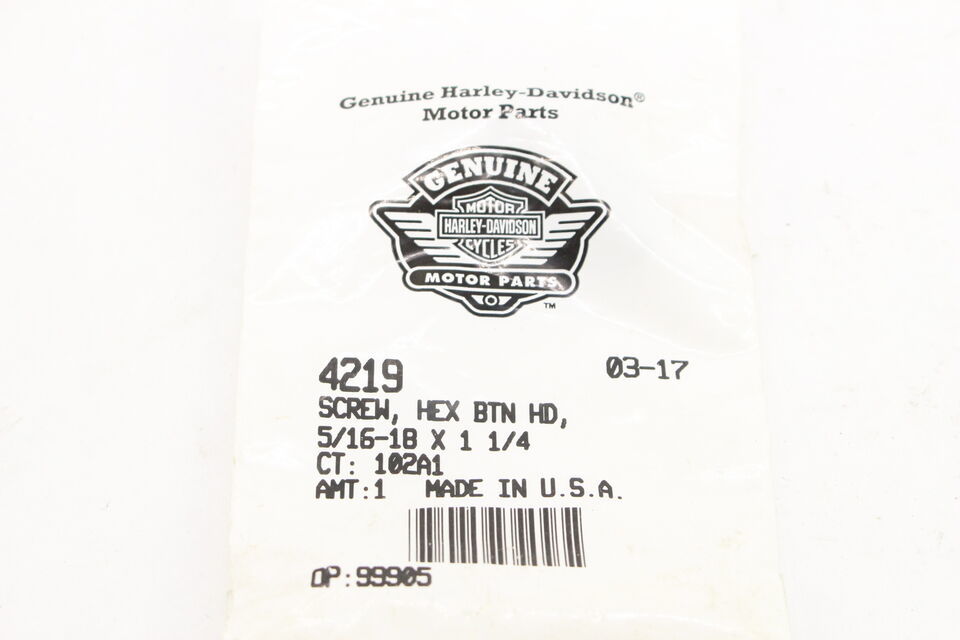 Genuine Harley-Davidson®
Motor Parts
GENUINE
MOTOR
HARLEY-DAVIDSON
CYCLES
MOTOR PARTS
™
4219 03-17
SCREW, HEX BTN HD,
5/16-18 X 1 1/4
CT: 102A1
AMT:1 MADE IN U.S.A.
OP:99905